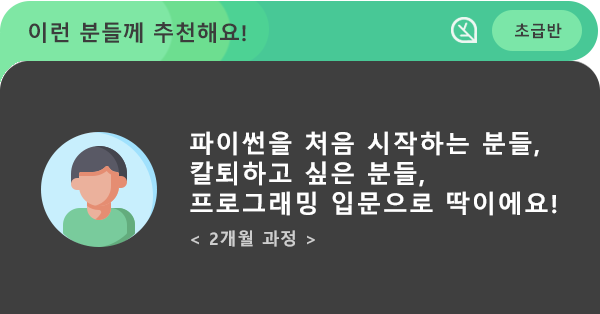 이런 분들께 추천해요!
초급반
파이썬을 처음 시작하는 분들,
칼퇴하고 싶은 분들,
프로그래밍 입문으로 딱이에요!
< 2개월 과정 >